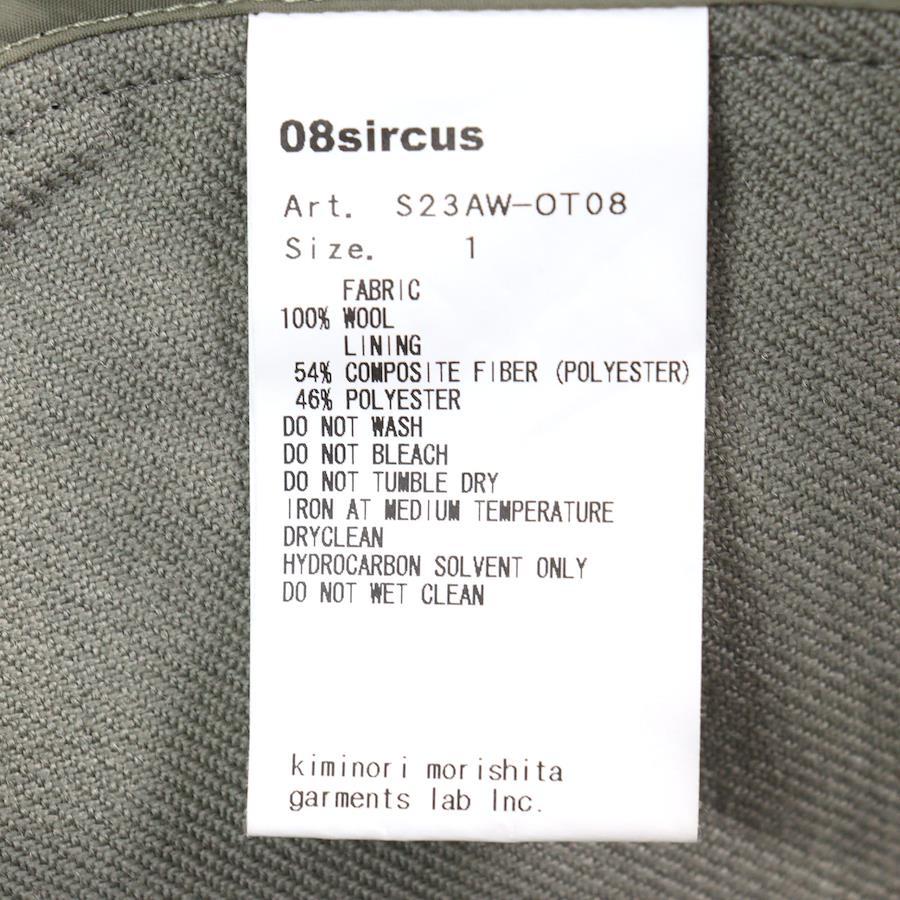 08sircus
Art. S23AW-OT08
Size. 1
FABRIC
100% WOOL
LINING
54% COMPOSITE FIBER (POLYESTER)
46% POLYESTER
DO NOT WASH
DO NOT BLEACH
DO NOT TUMBLE DRY
IRON AT MEDIUM TEMPERATURE
DRYCLEAN
HYDROCARBON SOLVENT ONLY
DO NOT WET CLEAN
kiminori morishita
garments lab Inc.